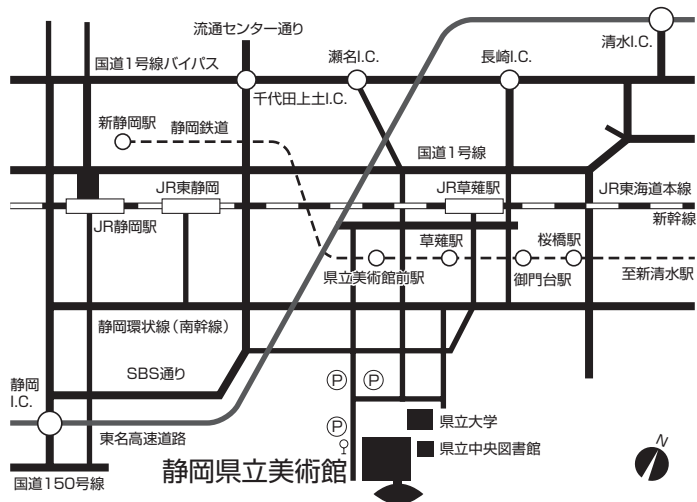 流通センター通り
清水I.C.
国道1号線バイパス
瀬名I.C.
長崎I.C.
千代田上土I.C.
新静岡駅
静岡鉄道
国道1号線
JR東静岡
JR草薙駅
JR東海道本線
新幹線
JR静岡駅
草薙駅
桜橋駅
県立美術館前駅
御門台駅
至新清水駅
静岡環状線(南幹線)
SBS通り
静岡
I.C.
P
P
P
東名高速道路
県立大学
県立中央図書館
静岡県立美術館
国道150号線
N